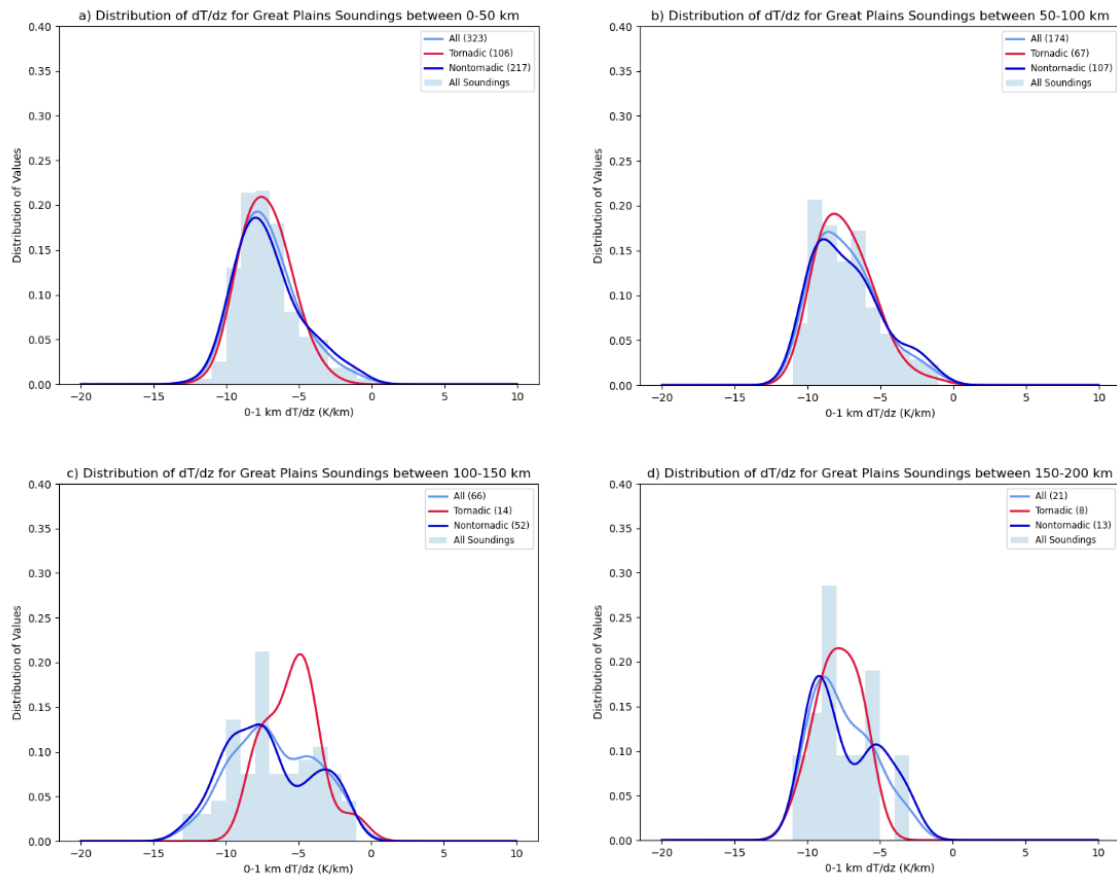 a) Distribution of dT/dz for Great Plains Soundings between 0-50 km
0.40
0.35
0.30
0.25
0.20
0.15
0.10
0.05
0.00
Distribution of Values
All (323)
Tornadic (106)
Nontornadic (217)
All Soundings
−20 −15 −10 −5 0 5 10
0-1 km dT/dz (K/km)
b) Distribution of dT/dz for Great Plains Soundings between 50-100 km
0.40
0.35
0.30
0.25
0.20
0.15
0.10
0.05
0.00
Distribution of Values
All (174)
Tornadic (67)
Nontornadic (107)
All Soundings
−20 −15 −10 −5 0 5 10
0-1 km dT/dz (K/km)
c) Distribution of dT/dz for Great Plains Soundings between 100-150 km
0.40
0.35
0.30
0.25
0.20
0.15
0.10
0.05
0.00
Distribution of Values
All (66)
Tornadic (14)
Nontornadic (52)
All Soundings
−20 −15 −10 −5 0 5 10
0-1 km dT/dz (K/km)
d) Distribution of dT/dz for Great Plains Soundings between 150-200 km
0.40
0.35
0.30
0.25
0.20
0.15
0.10
0.05
0.00
Distribution of Values
All (21)
Tornadic (8)
Nontornadic (13)
All Soundings
−20 −15 −10 −5 0 5 10
0-1 km dT/dz (K/km)